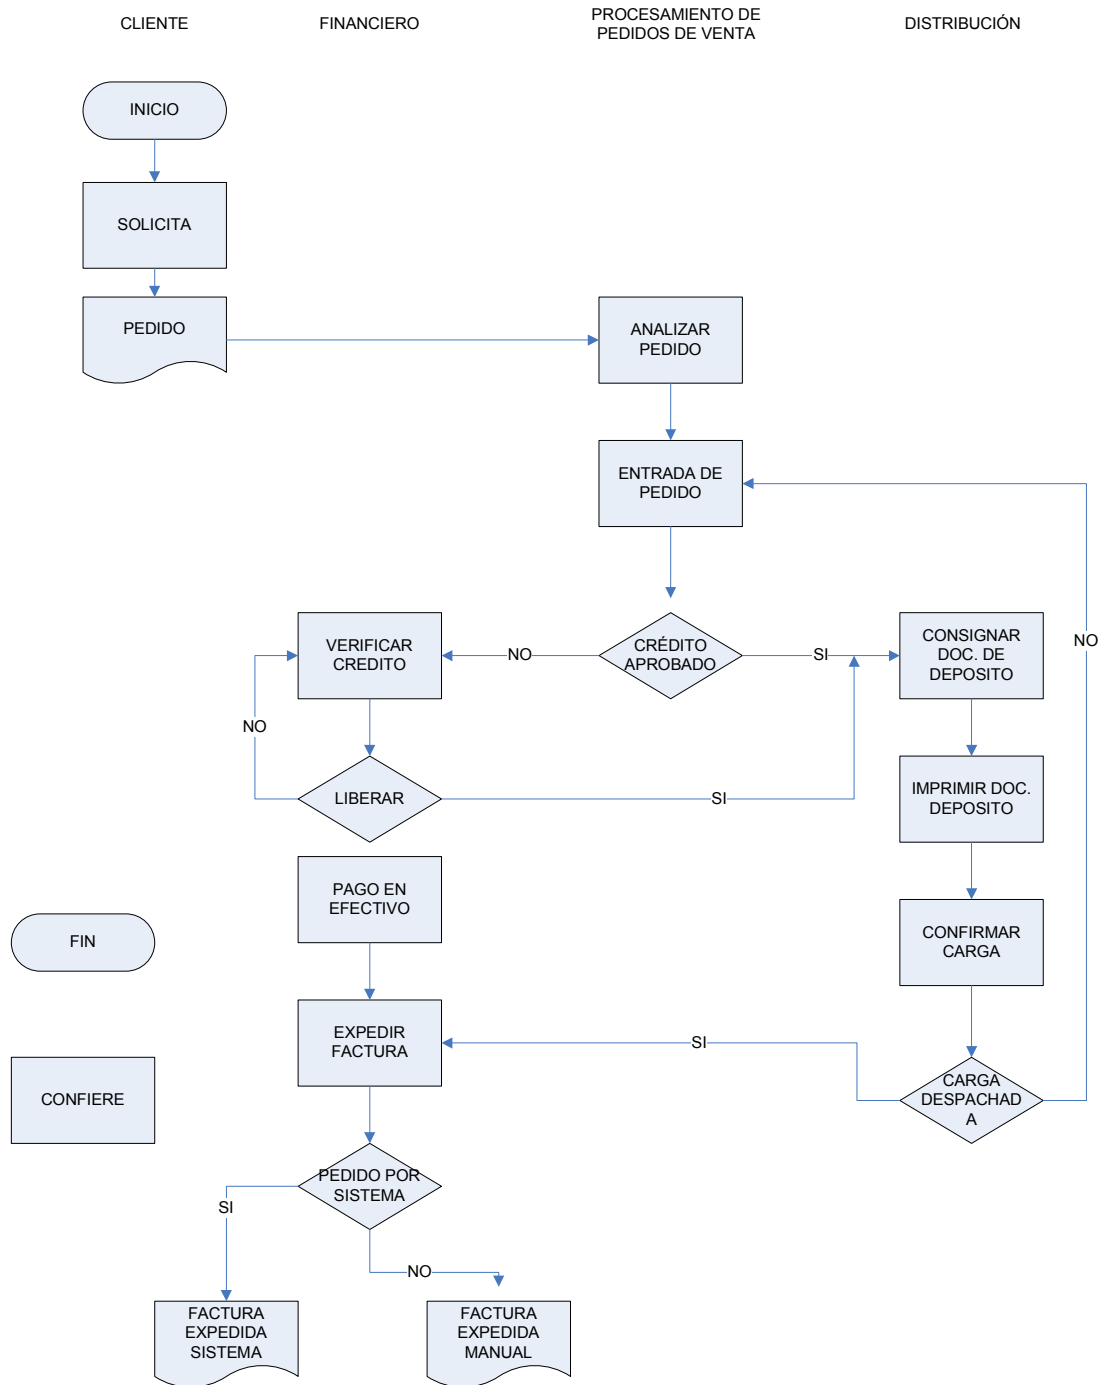 CLIENTE
FINANCIERO
PROCESAMIENTO DE
PEDIDOS DE VENTA
DISTRIBUCIÓN
INICIO
SOLICITA
PEDIDO
ANALIZAR
PEDIDO
ENTRADA DE
PEDIDO
VERIFICAR
CREDITO
NO
CRÉDITO
APROBADO
SI
CONSIGNAR
DOC. DE
DEPOSITO
NO
NO
LIBERAR
SI
IMPRIMIR DOC.
DEPOSITO
PAGO EN
EFECTIVO
FIN
CONFIRMAR
CARGA
EXPEDIR
FACTURA
SI
CONFIERE
CARGA
DESPACHAD
A
PEDIDO POR
SISTEMA
SI
NO
FACTURA
EXPEDIDA
SISTEMA
FACTURA
EXPEDIDA
MANUAL